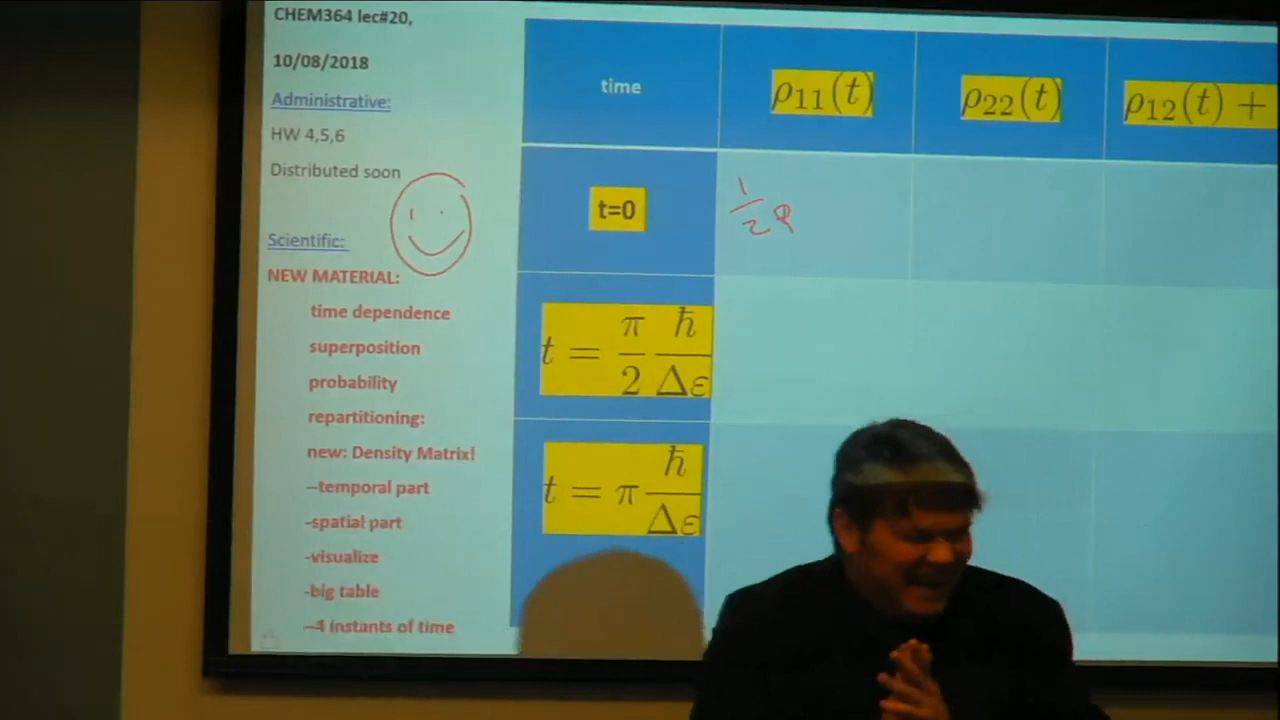 CHEM364 lec#20,
10/08/2018
Administrative:
HW 4,5,6
Distributed soon
Scientific:
NEW MATERIAL:
time dependence
superposition
probability
repartitioning:
new: Density Matrix!
--temporal part
-spatial part
-visualize
-big table
--4 instants of time
time
ρ₁₁(t)
ρ₂₂(t)
ρ₁₂(t) +
t=0
1/2
t = π/2 ħ/Δε
t = π ħ/Δε